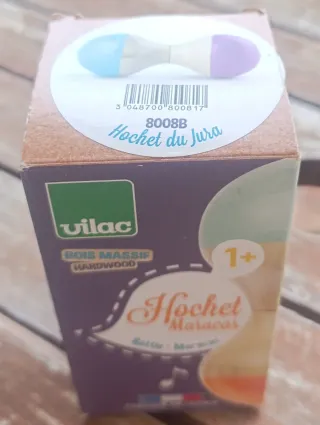 3 048700 800817
8008B
Hochet du Jura
vilac
BOIS MASSIF
HARDWOOD
1+
Hochet
Maracas
Rattle - Maracas